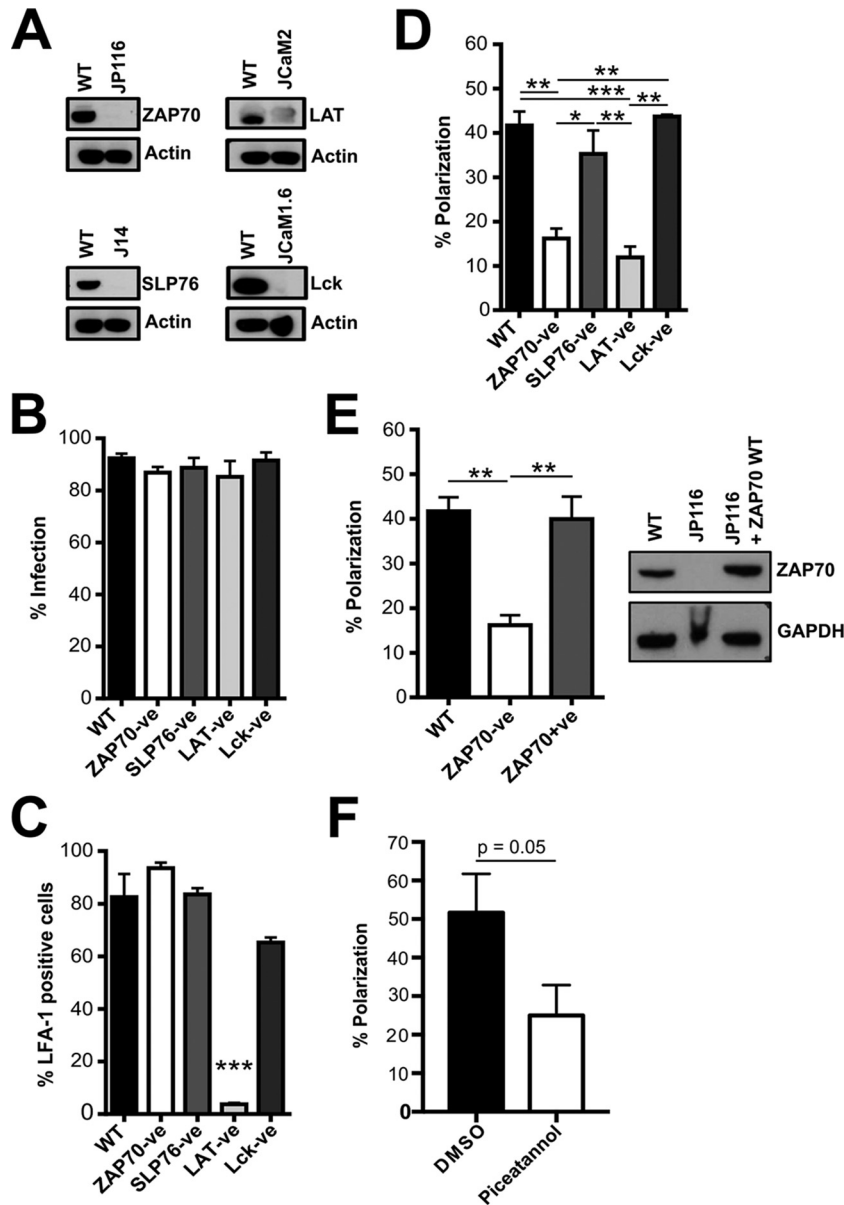 A
WT
JP116
ZAP70
Actin
WT
JCaM2
LAT
Actin
WT
J14
SLP76
Actin
WT
JCaM1.6
Lck
Actin
B
% Infection
100
80
60
40
20
0
WT
ZAP70-ve
SLP76-ve
LAT-ve
Lck-ve
C
% LFA-1 positive cells
100
80
60
40
20
0
***
WT
ZAP70-ve
SLP76-ve
LAT-ve
Lck-ve
D
% Polarization
60
50
40
30
20
10
0
**
**
***
**
*
**
WT
ZAP70-ve
SLP76-ve
LAT-ve
Lck-ve
E
% Polarization
60
50
40
30
20
10
0
**
**
WT
ZAP70-ve
ZAP70+ve
WT
JP116
JP116
+ ZAP70 WT
ZAP70
GAPDH
F
% Polarization
70
60
50
40
30
20
10
0
p = 0.05
DMSO
Piceatannol